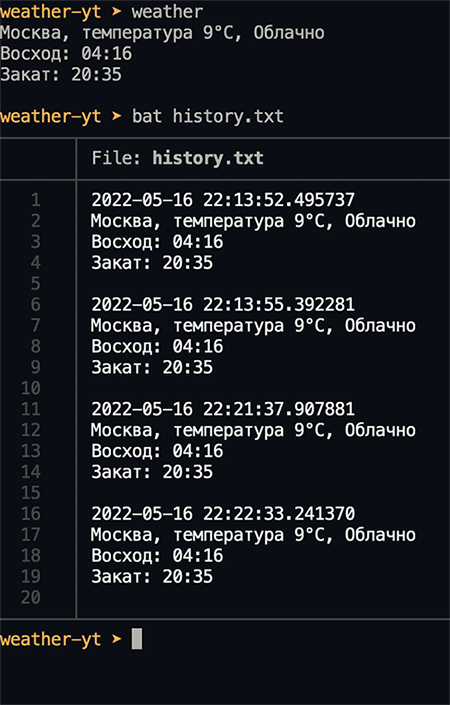 weather-yt ➤ weather
Москва, температура 9°C, Облачно
Восход: 04:16
Закат: 20:35
weather-yt ➤ bat history.txt
File: history.txt
1 2022-05-16 22:13:52.495737
2 Москва, температура 9°C, Облачно
3 Восход: 04:16
4 Закат: 20:35
5
6 2022-05-16 22:13:55.392281
7 Москва, температура 9°C, Облачно
8 Восход: 04:16
9 Закат: 20:35
10
11 2022-05-16 22:21:37.907881
12 Москва, температура 9°C, Облачно
13 Восход: 04:16
14 Закат: 20:35
15
16 2022-05-16 22:22:33.241370
17 Москва, температура 9°C, Облачно
18 Восход: 04:16
19 Закат: 20:35
20
weather-yt ➤